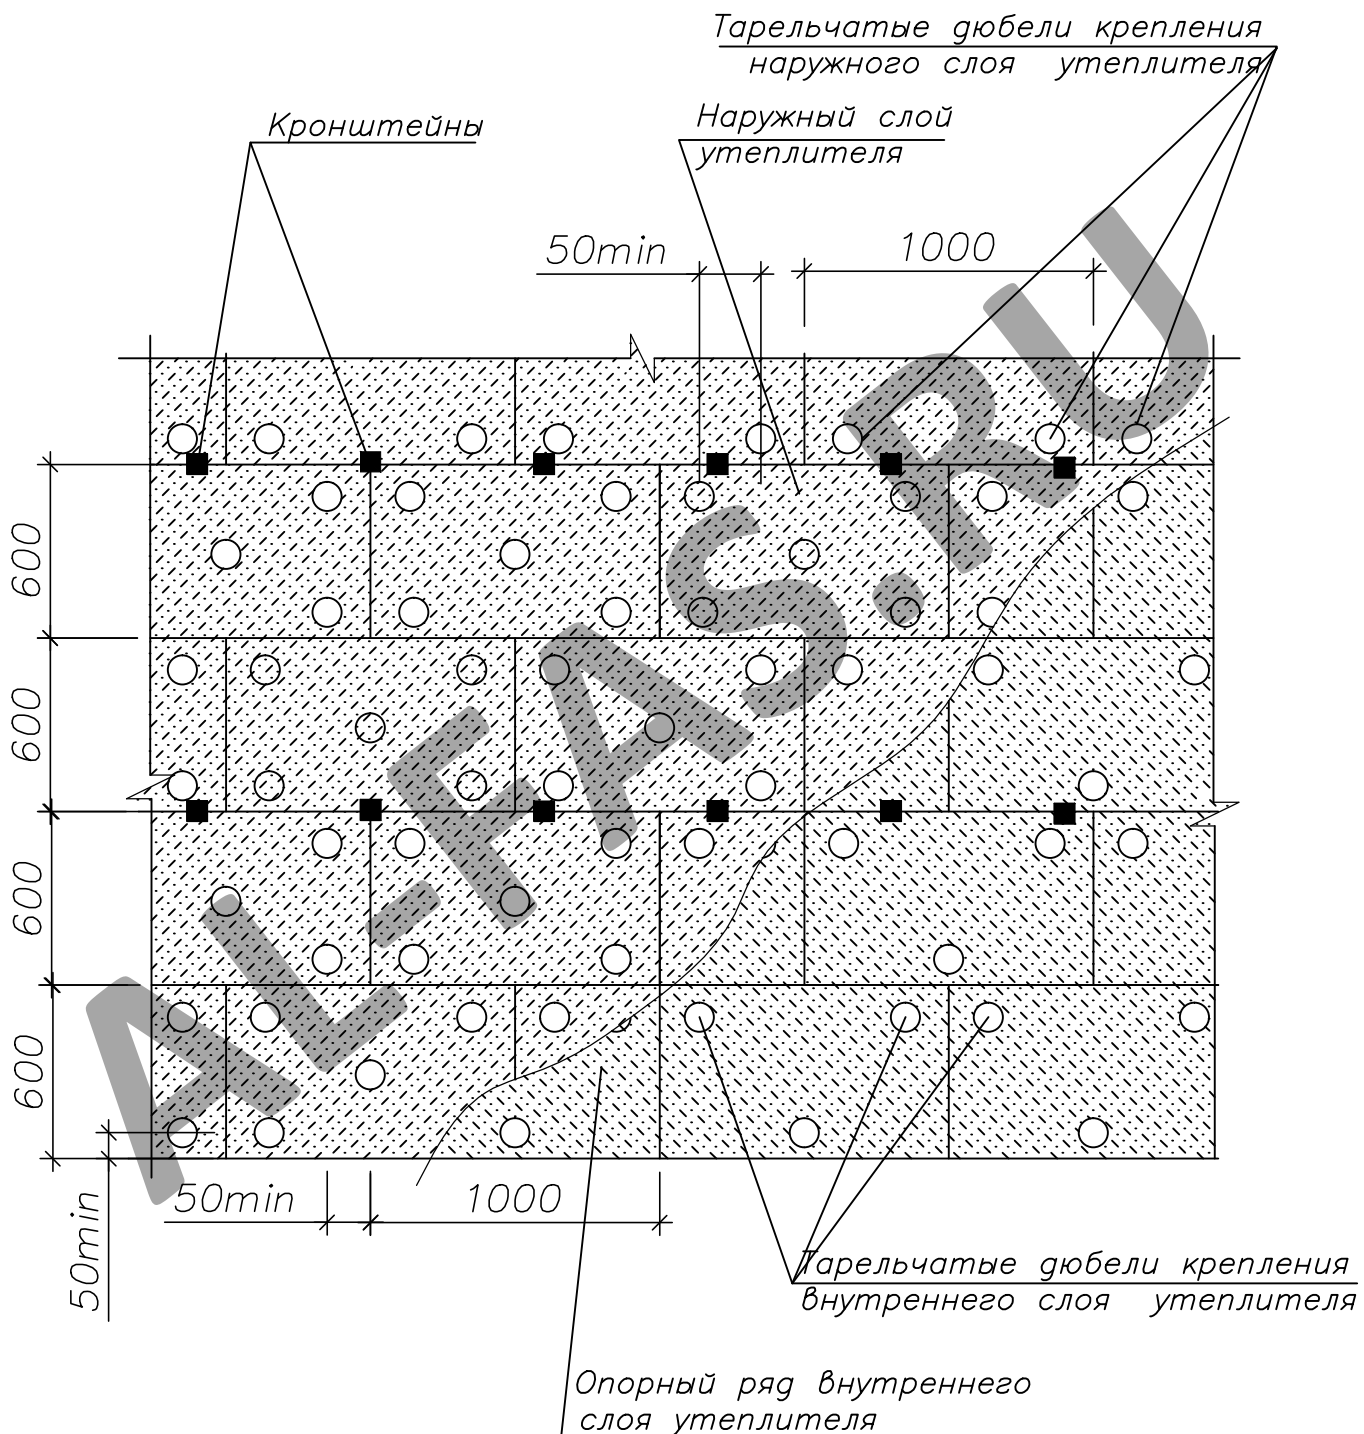 Тарельчатые дюбели крепления
наружного слоя утеплителя
Кронштейны
Наружный слой
утеплителя
50min
1000
600
600
600
600
50min
50min
1000
Тарельчатые дюбели крепления
внутреннего слоя утеплителя
Опорный ряд внутреннего
слоя утеплителя
AL-FAS.RU